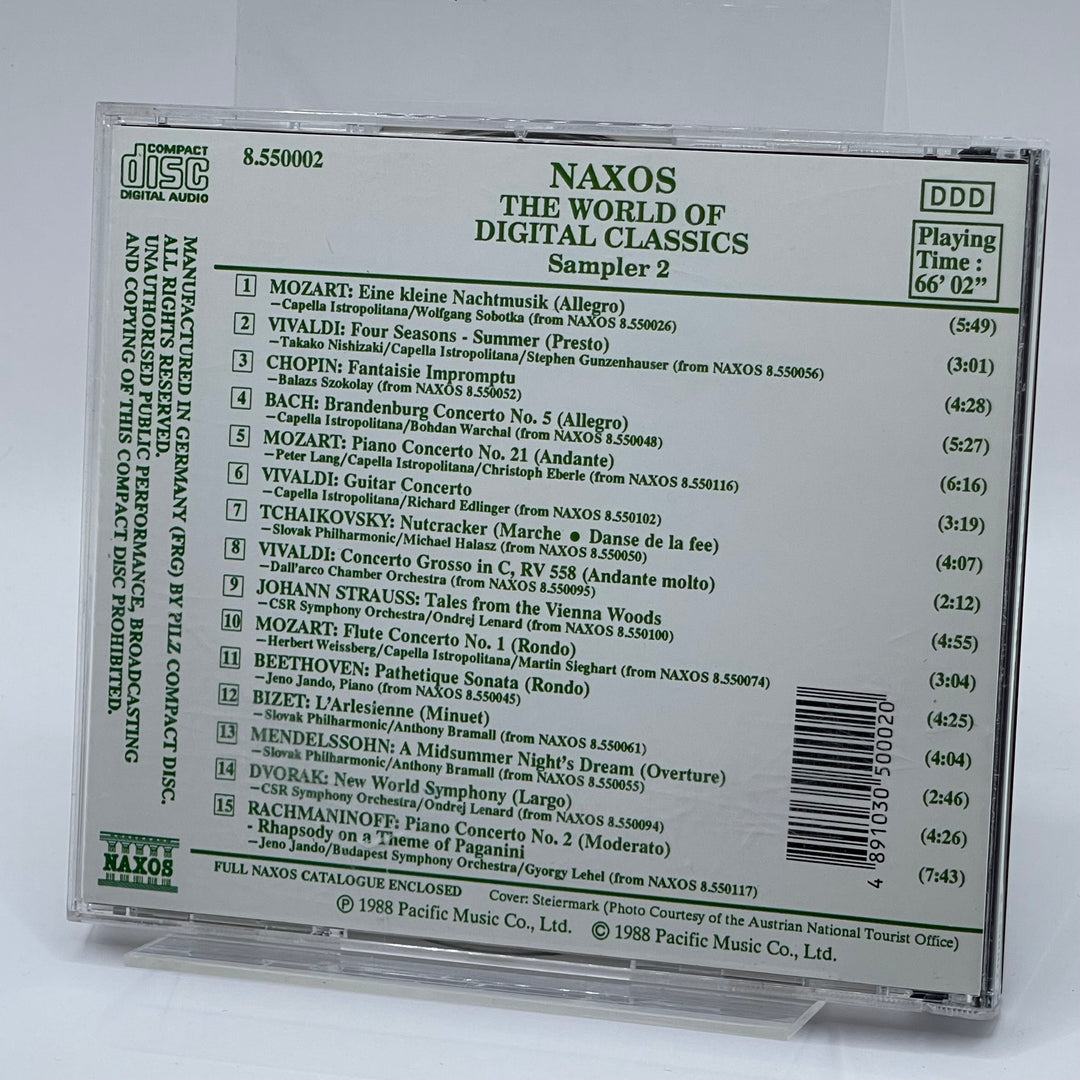 COMPACT
disc
DIGITAL AUDIO
8.550002
NAXOS
THE WORLD OF
DIGITAL CLASSICS
Sampler 2
DDD
Playing
Time :
66' 02"
1 MOZART: Eine kleine Nachtmusik (Allegro) (5:49)
—Capella Istropolitana/Wolfgang Sobotka (from NAXOS 8.550026)
2 VIVALDI: Four Seasons - Summer (Presto) (3:01)
—Takako Nishizaki/Capella Istropolitana/Stephen Gunzenhauser (from NAXOS 8.550056)
3 CHOPIN: Fantaisie Impromptu (4:28)
—Balazs Szokolay (from NAXOS 8.550052)
4 BACH: Brandenburg Concerto No. 5 (Allegro) (5:27)
—Capella Istropolitana/Bohdan Warchal (from NAXOS 8.550048)
5 MOZART: Piano Concerto No. 21 (Andante) (6:16)
—Peter Lang/Capella Istropolitana/Christoph Eberle (from NAXOS 8.550116)
6 VIVALDI: Guitar Concerto (3:19)
—Capella Istropolitana/Richard Edlinger (from NAXOS 8.550102)
7 TCHAIKOVSKY: Nutcracker (Marche ● Danse de la fee) (4:07)
—Slovak Philharmonic/Michael Halasz (from NAXOS 8.550050)
8 VIVALDI: Concerto Grosso in C, RV 558 (Andante molto) (2:12)
—Dall'arco Chamber Orchestra (from NAXOS 8.550095)
9 JOHANN STRAUSS: Tales from the Vienna Woods (4:55)
—CSR Symphony Orchestra/Ondrej Lenard (from NAXOS 8.550100)
10 MOZART: Flute Concerto No. 1 (Rondo) (3:04)
—Herbert Weissberg/Capella Istropolitana/Martin Sieghart (from NAXOS 8.550074)
11 BEETHOVEN: Pathetique Sonata (Rondo) (4:25)
—Jeno Jando, Piano (from NAXOS 8.550045)
12 BIZET: L'Arlesienne (Minuet) (4:04)
—Slovak Philharmonic/Anthony Bramall (from NAXOS 8.550061)
13 MENDELSSOHN: A Midsummer Night's Dream (Overture) (2:46)
—Slovak Philharmonic/Anthony Bramall (from NAXOS 8.550055)
14 DVORAK: New World Symphony (Largo) (4:26)
—CSR Symphony Orchestra/Ondrej Lenard (from NAXOS 8.550094)
15 RACHMANINOFF: Piano Concerto No. 2 (Moderato) (7:43)
- Rhapsody on a Theme of Paganini
—Jeno Jando/Budapest Symphony Orchestra/Gyorgy Lehel (from NAXOS 8.550117)
4 891030 500020
FULL NAXOS CATALOGUE ENCLOSED Cover: Steiermark (Photo Courtesy of the Austrian National Tourist Office)
℗ 1988 Pacific Music Co., Ltd. © 1988 Pacific Music Co., Ltd.
MANUFACTURED IN GERMANY (FRG) BY PILZ COMPACT DISC.
ALL RIGHTS RESERVED.
UNAUTHORISED PUBLIC PERFORMANCE, BROADCASTING
AND COPYING OF THIS COMPACT DISC PROHIBITED.
NAXOS